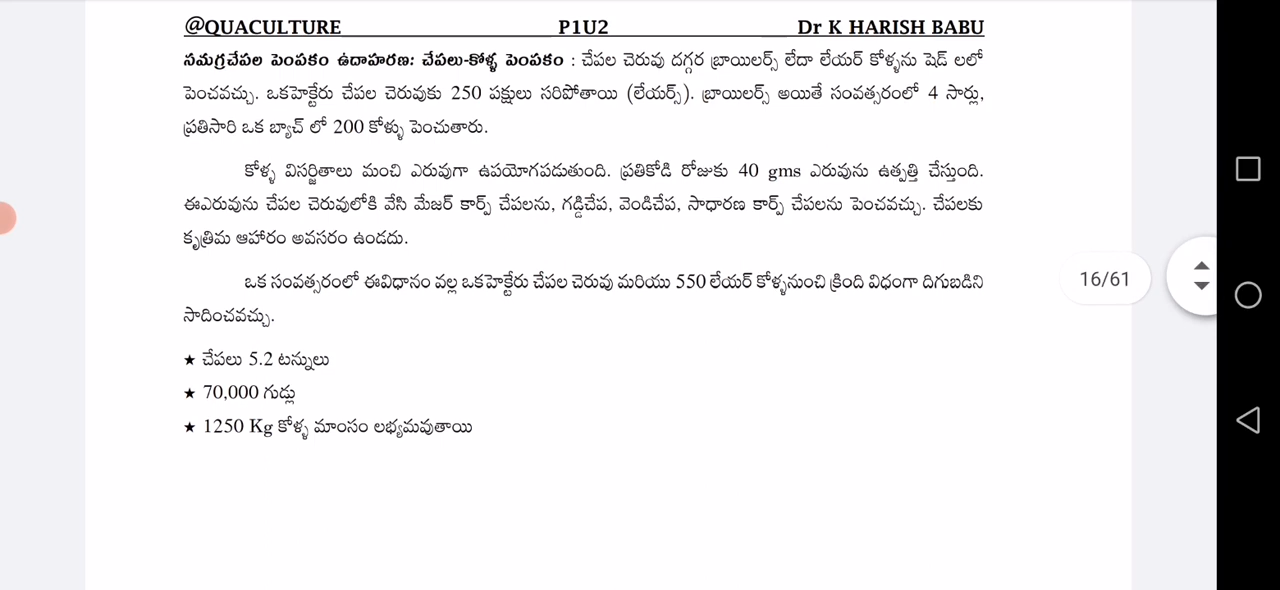 @QUACULTURE P1U2 Dr K HARISH BABU
సమగ్రచేపల పెంపకం ఉదాహరణ: చేపలు-కోళ్ళ పెంపకం : చేపల చెరువు దగ్గర బ్రాయిలర్స్ లేదా లేయర్ కోళ్ళను షెడ్ లలో
పెంచవచ్చు. ఒకహెక్టేరు చేపల చెరువుకు 250 పక్షులు సరిపోతాయి (లేయర్స్). బ్రాయిలర్స్ అయితే సంవత్సరంలో 4 సార్లు,
ప్రతిసారి ఒక బ్యాచ్ లో 200 కోళ్ళు పెంచుతారు.
కోళ్ళ విసర్జితాలు మంచి ఎరువుగా ఉపయోగపడుతుంది. ప్రతికోడి రోజుకు 40 gms ఎరువును ఉత్పత్తి చేస్తుంది.
ఈఎరువును చేపల చెరువులోకి వేసి మేజర్ కార్ప్ చేపలను, గడ్డిచేప, వెండిచేప, సాధారణ కార్ప్ చేపలను పెంచవచ్చు. చేపలకు
కృత్రిమ ఆహారం అవసరం ఉండదు.
ఒక సంవత్సరంలో ఈవిధానం వల్ల ఒకహెక్టేరు చేపల చెరువు మరియు 550 లేయర్ కోళ్ళనుంచి క్రింది విధంగా దిగుబడిని
సాదించవచ్చు.
16/61
★ చేపలు 5.2 టన్నులు
★ 70,000 గుడ్లు
★ 1250 Kg కోళ్ళ మాంసం లభ్యమవుతాయి